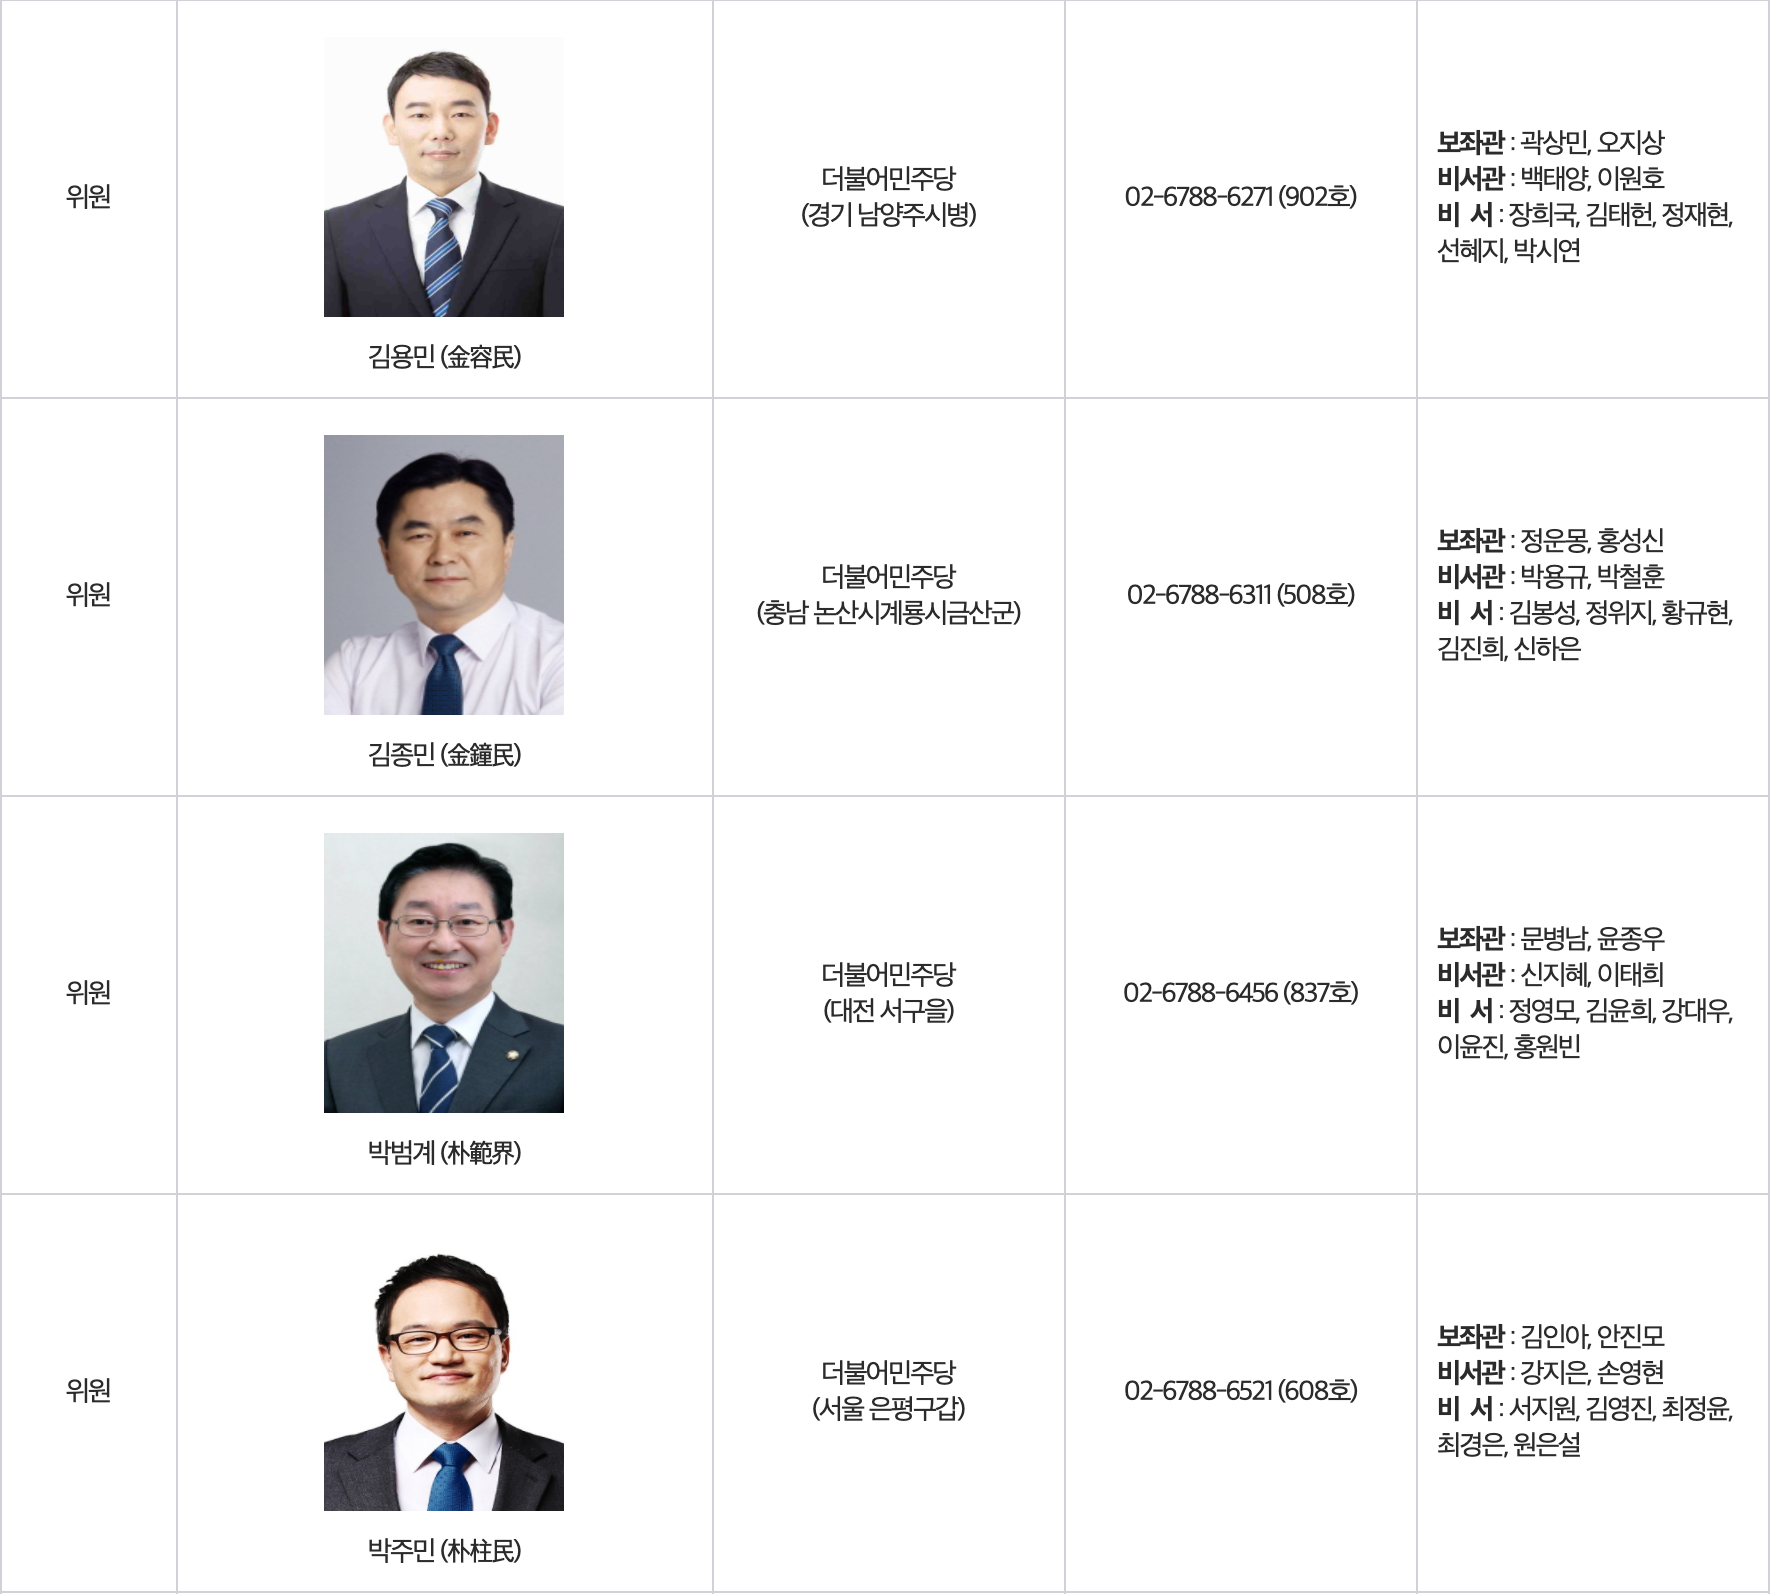 위원
김용민 (金容民)
더불어민주당
(경기 남양주시병)
02-6788-6271 (902호)
보좌관 : 곽상민, 오지상
비서관 : 백태양, 이원호
비 서 : 장희국, 김태헌, 정재현,
선혜지, 박시연
위원
김종민 (金鐘民)
더불어민주당
(충남 논산시계룡시금산군)
02-6788-6311 (508호)
보좌관 : 정운몽, 홍성신
비서관 : 박용규, 박철훈
비 서 : 김봉성, 정위지, 황규현,
김진희, 신하은
위원
박범계 (朴範界)
더불어민주당
(대전 서구을)
02-6788-6456 (837호)
보좌관 : 문병남, 윤종우
비서관 : 신지혜, 이태희
비 서 : 정영모, 김윤희, 강대우,
이윤진, 홍원빈
위원
박주민 (朴柱民)
더불어민주당
(서울 은평구갑)
02-6788-6521 (608호)
보좌관 : 김인아, 안진모
비서관 : 강지은, 손영현
비 서 : 서지원, 김영진, 최정윤,
최경은, 원은설